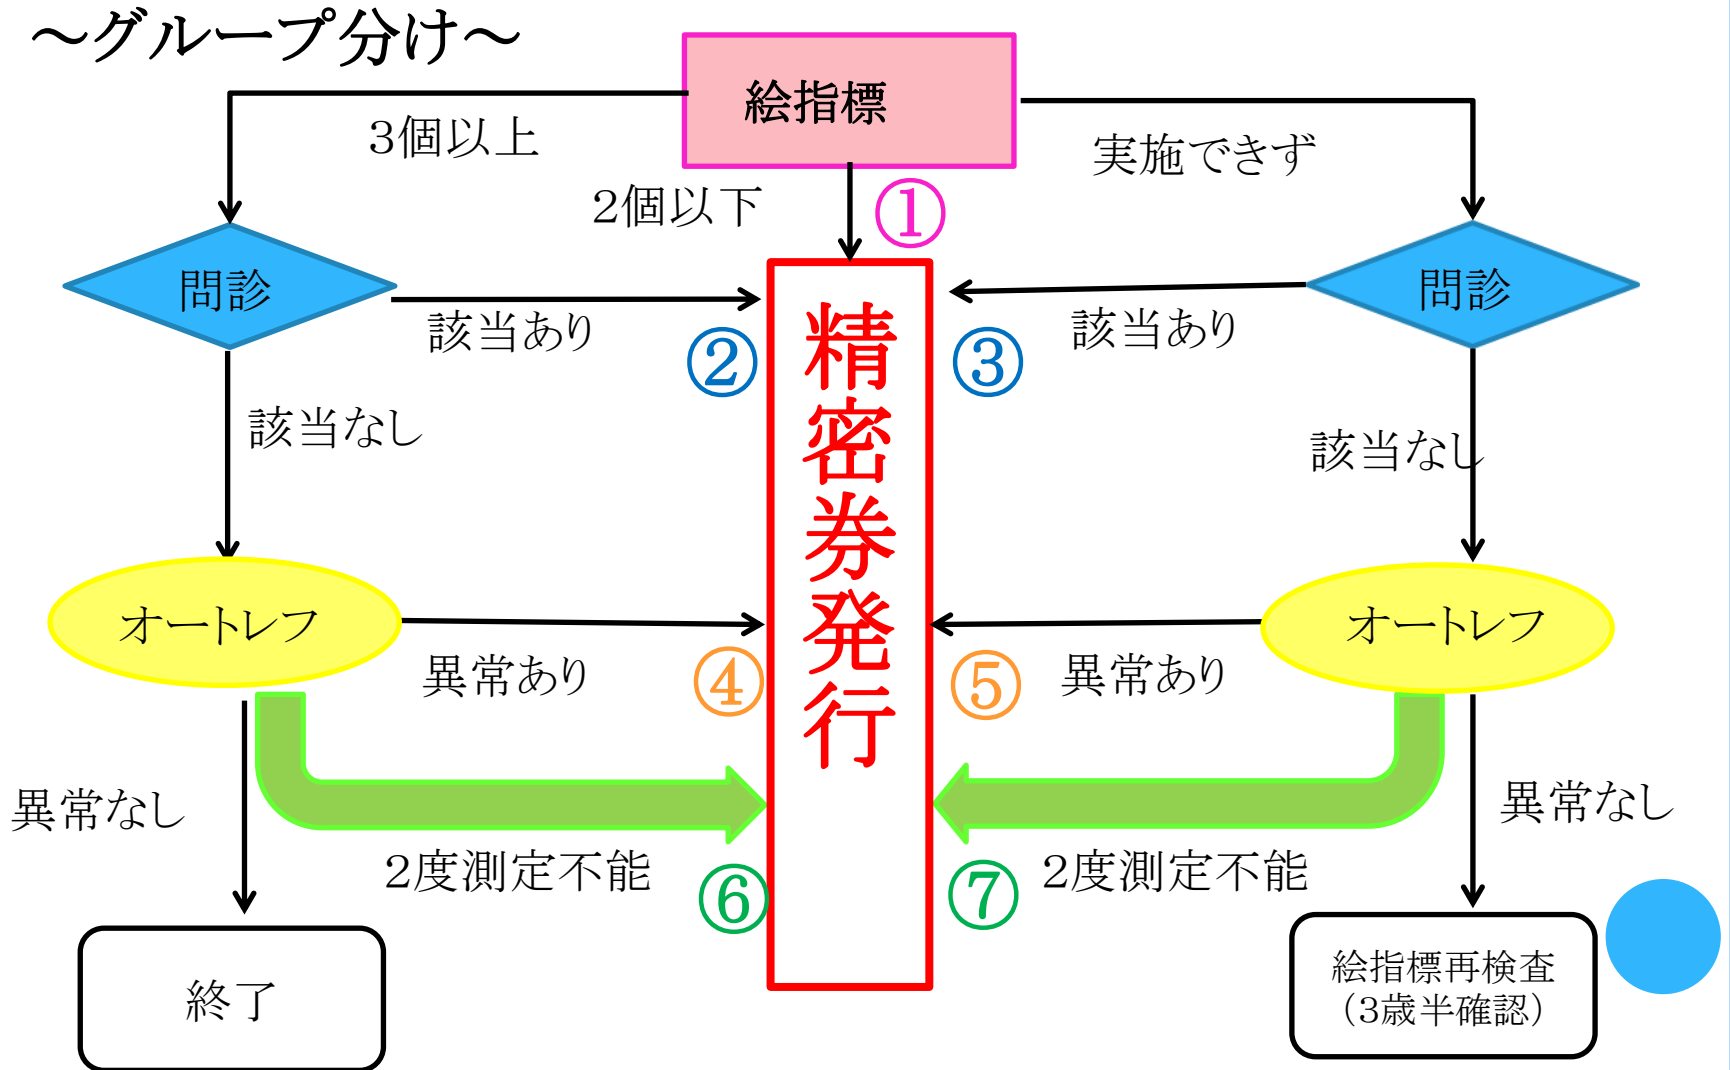 ～グループ分け～
絵指標
3個以上
実施できず
2個以下
①
問診
問診
該当あり
該当あり
②
③
精密券発行
該当なし
該当なし
オートレフ
オートレフ
異常あり
異常あり
④
⑤
異常なし
異常なし
2度測定不能
2度測定不能
⑥
⑦
終了
絵指標再検査
（3歳半確認）